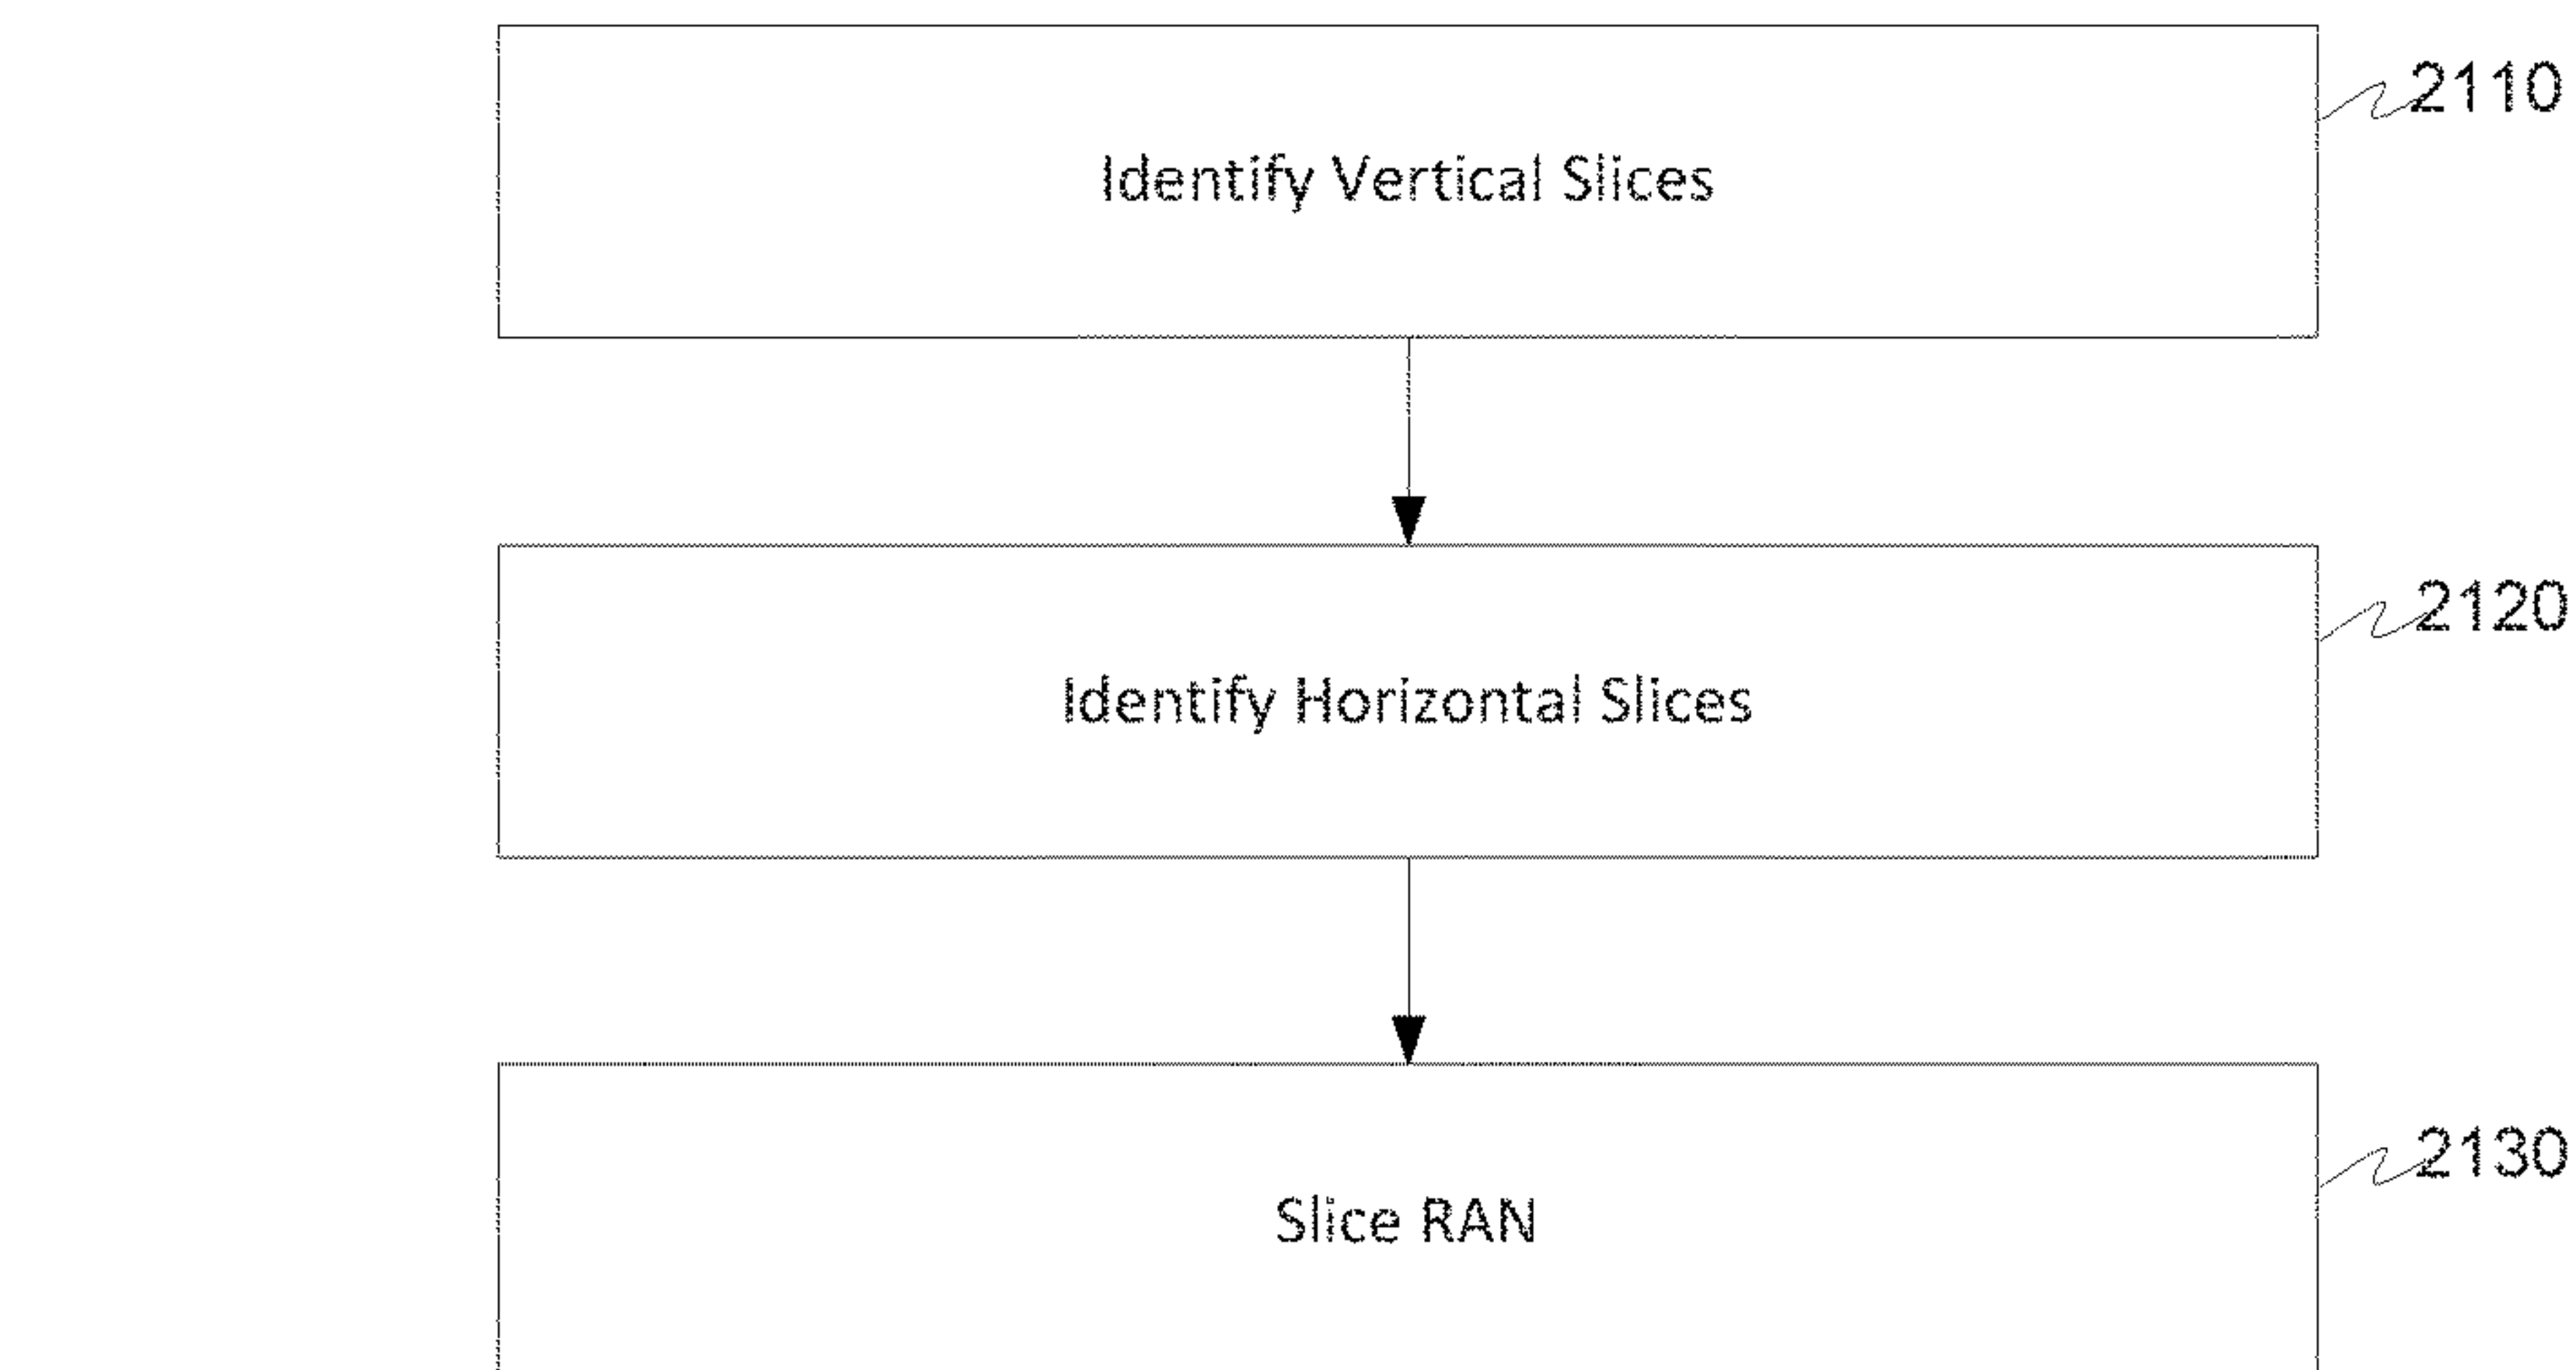 2110
Identify Vertical Slices
2120
Identify Horizontal Slices
2130
Slice RAN